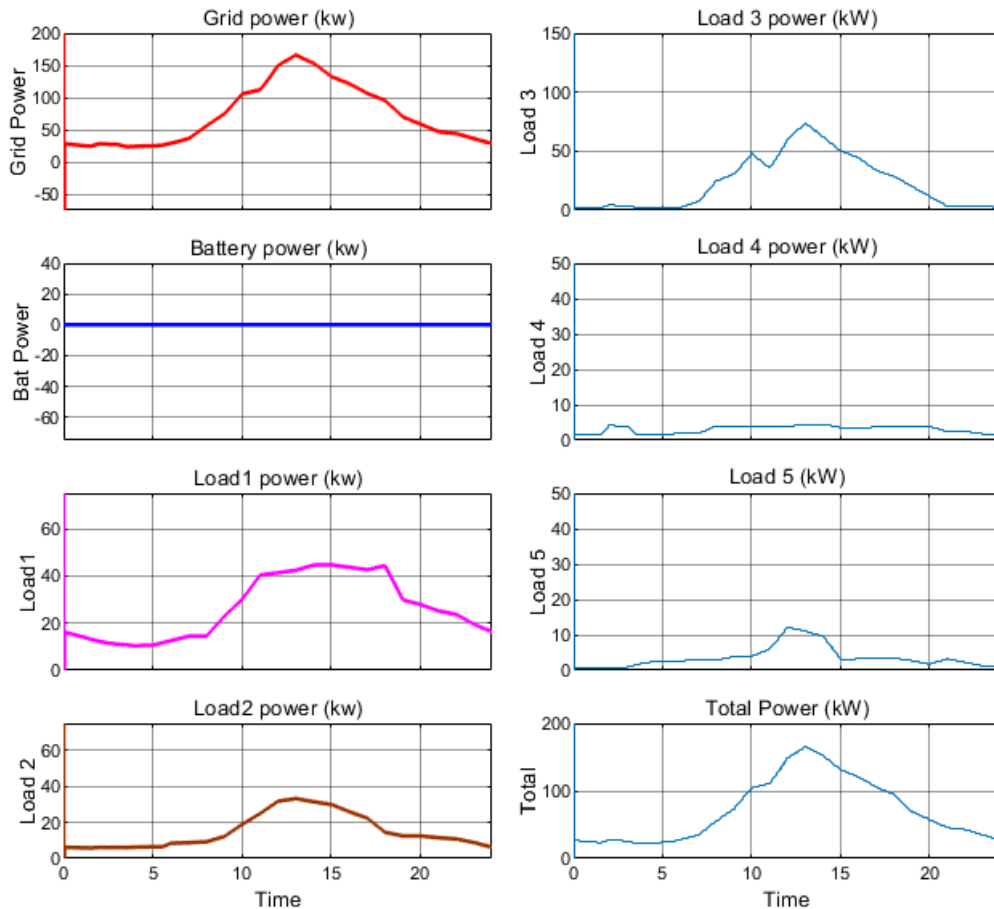 Grid power (kw)
Grid Power
200
150
100
50
0
-50
Battery power (kw)
Bat Power
40
20
0
-20
-40
-60
Load1 power (kw)
Load1
60
40
20
0
Load2 power (kw)
Load 2
60
40
20
0
0 5 10 15 20
Time
Load 3 power (kW)
Load 3
150
100
50
0
Load 4 power (kW)
Load 4
50
40
30
20
10
0
Load 5 (kW)
Load 5
50
40
30
20
10
0
Total Power (kW)
Total
200
100
0
0 5 10 15 20
Time